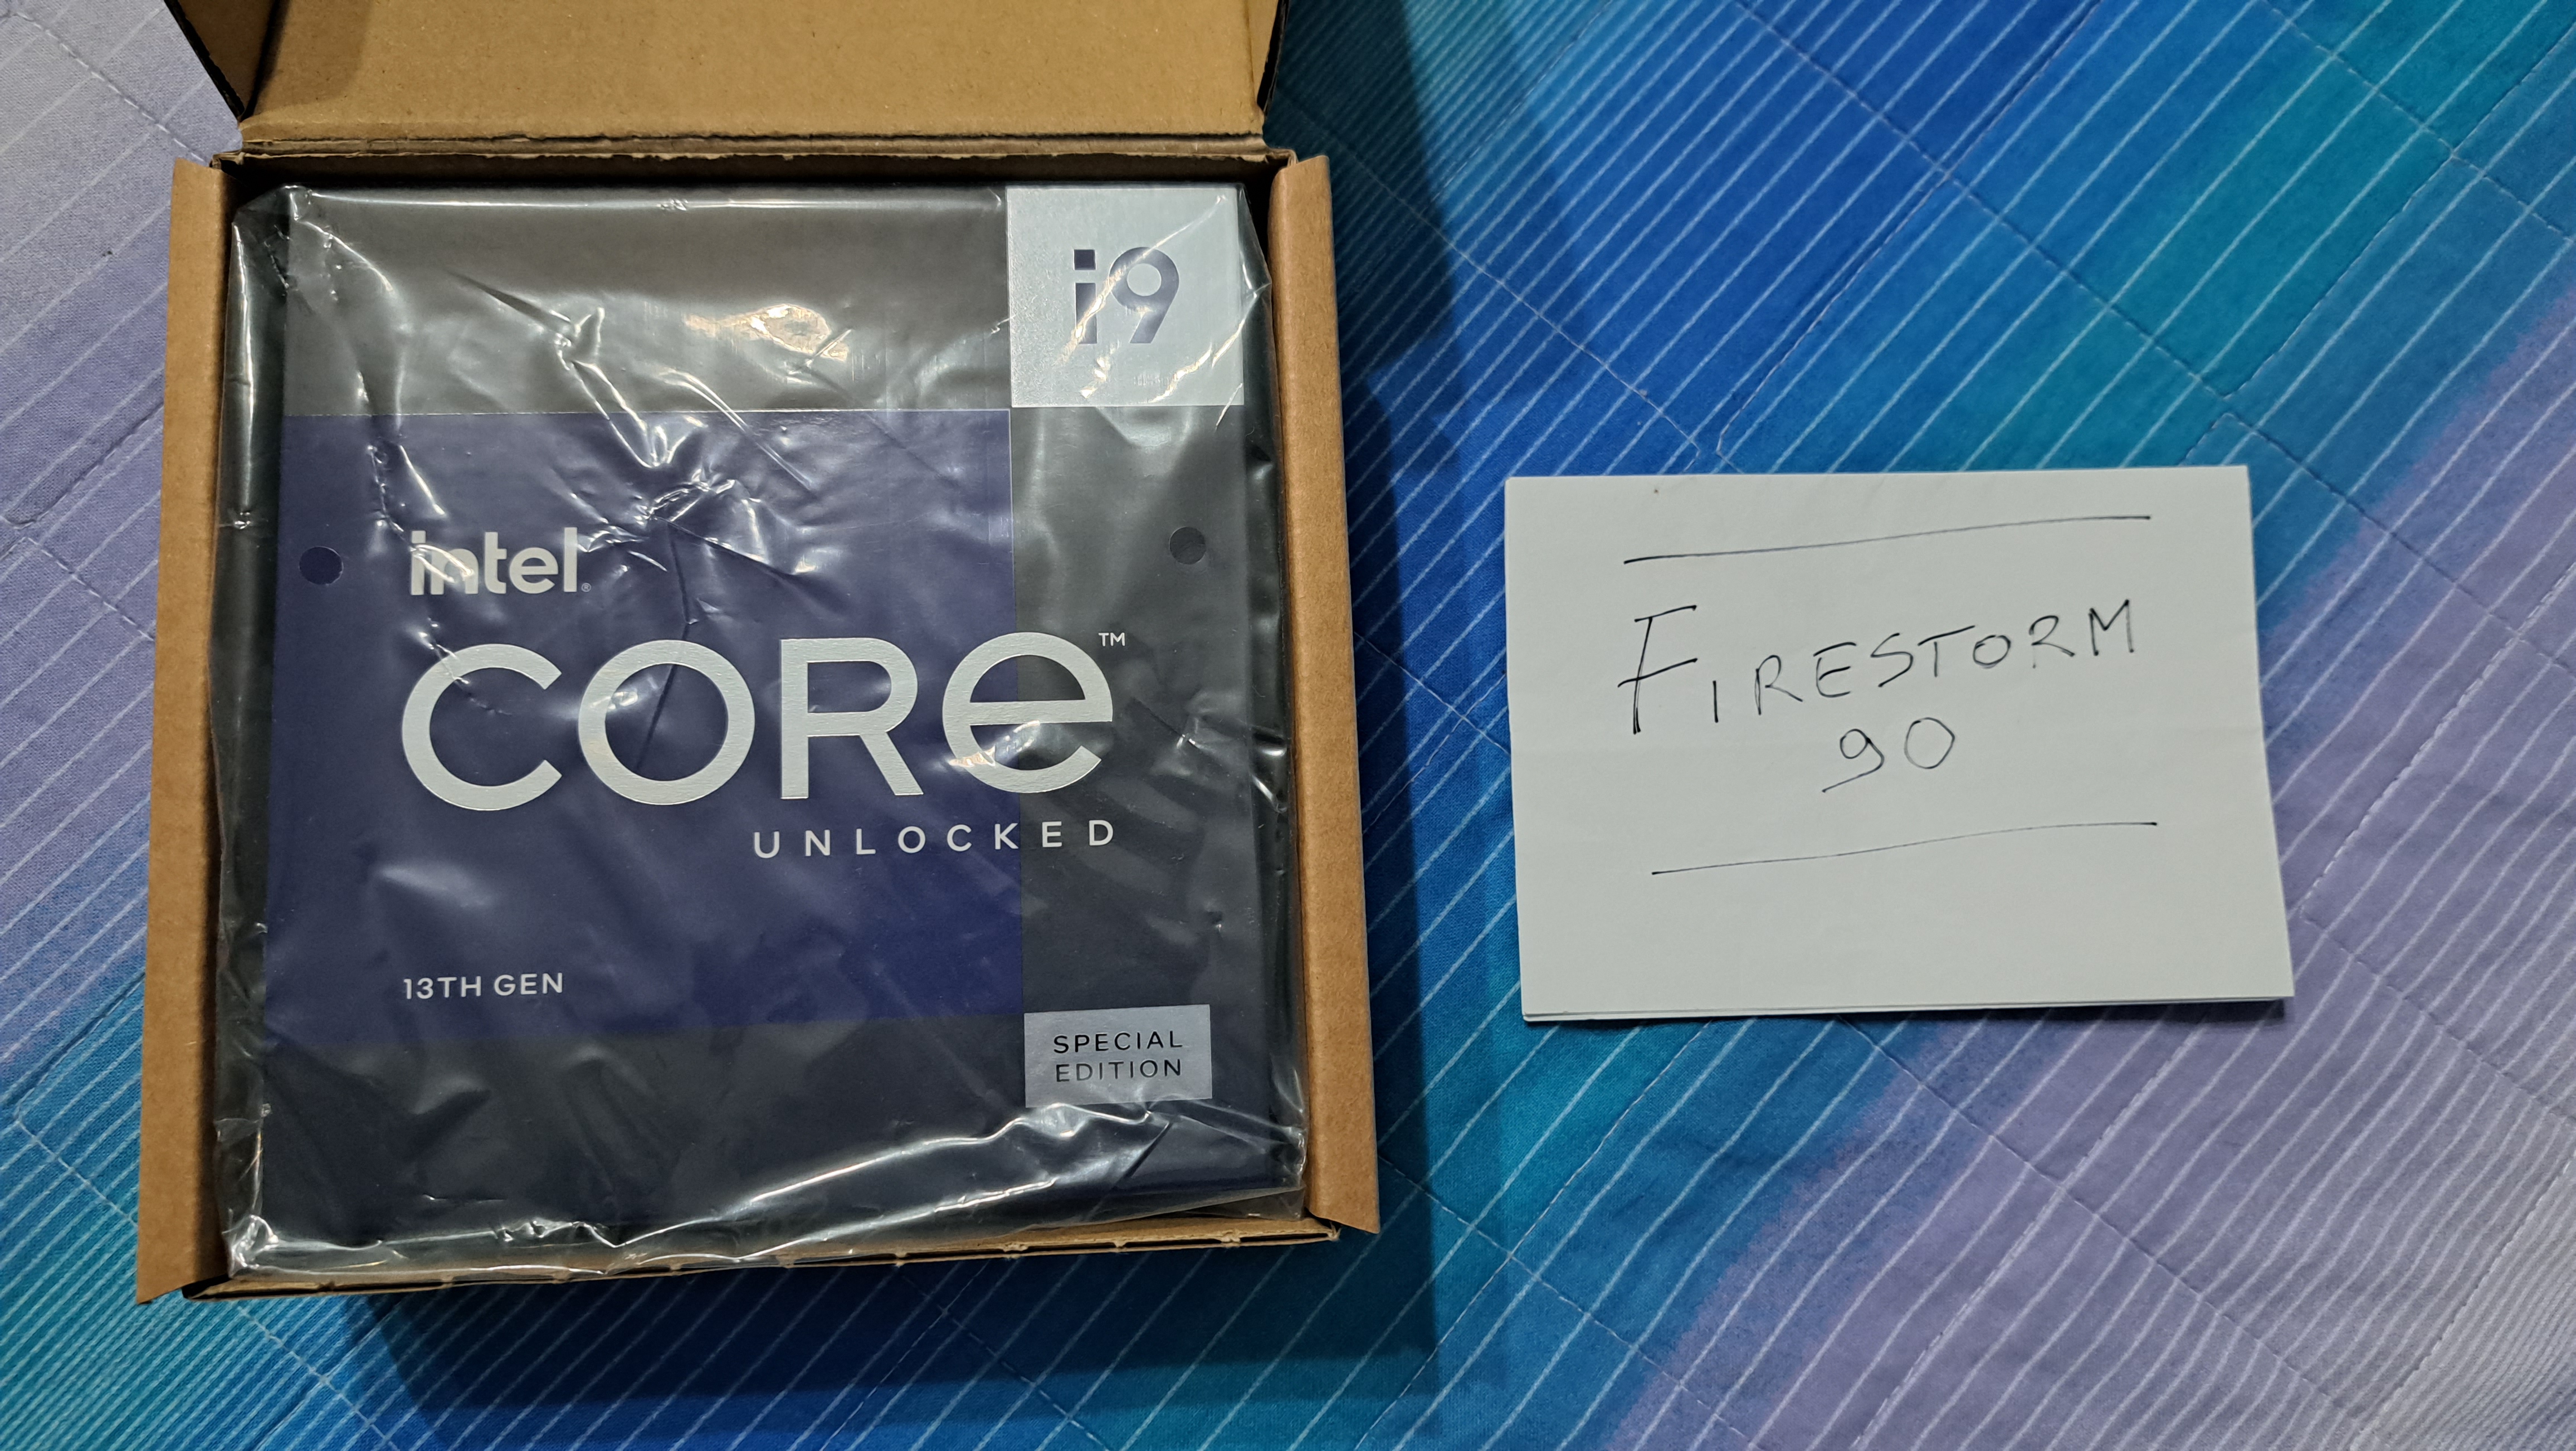 i9
intel®
CORE™
UNLOCKED
13TH GEN
SPECIAL
EDITION
FIRESTORM
90